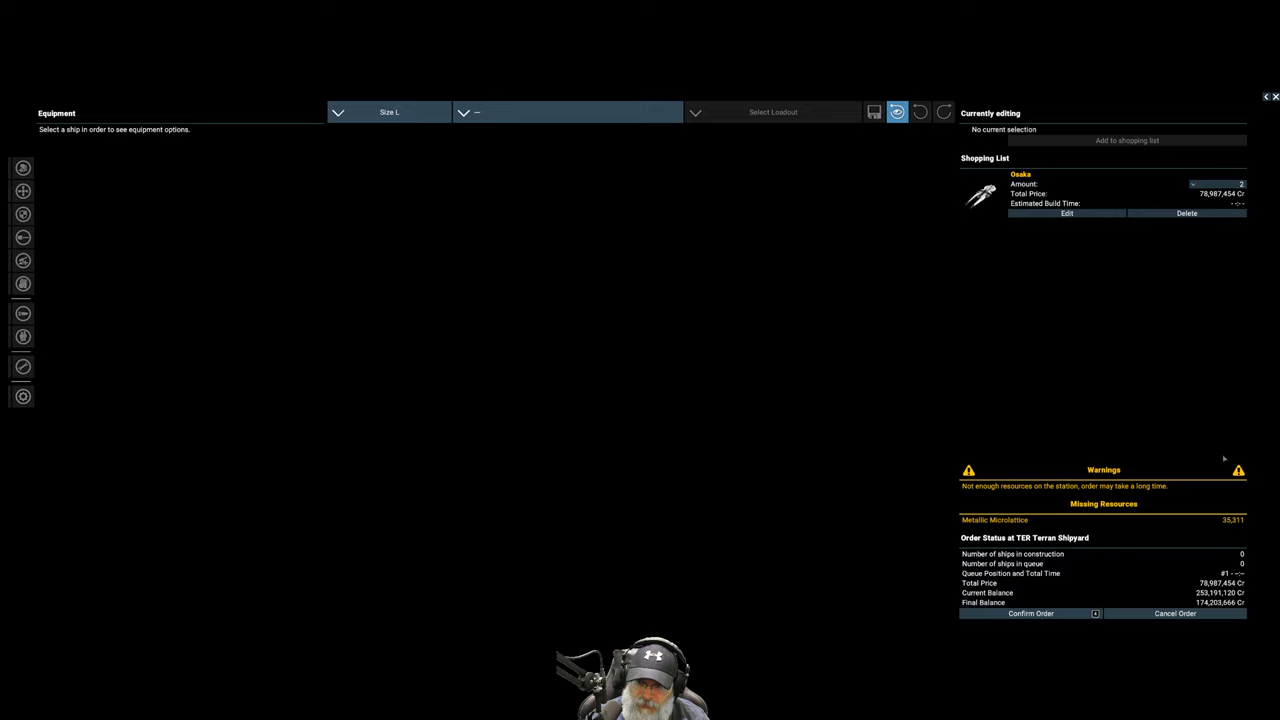 Equipment
Select a ship in order to see equipment options.
Size L
—
Select Loadout
Currently editing
No current selection
Add to shopping list
Shopping List
Osaka
Amount: 2
Total Price: 78,987,454 Cr
Estimated Build Time: --:--
Edit Delete
Warnings
Not enough resources on the station, order may take a long time.
Missing Resources
Metallic Microlattice 35,311
Order Status at TER Terran Shipyard
Number of ships in construction 0
Number of ships in queue 0
Queue Position and Total Time #1 - --:--
Total Price 78,987,454 Cr
Current Balance 253,191,120 Cr
Final Balance 174,203,666 Cr
Confirm Order Cancel Order